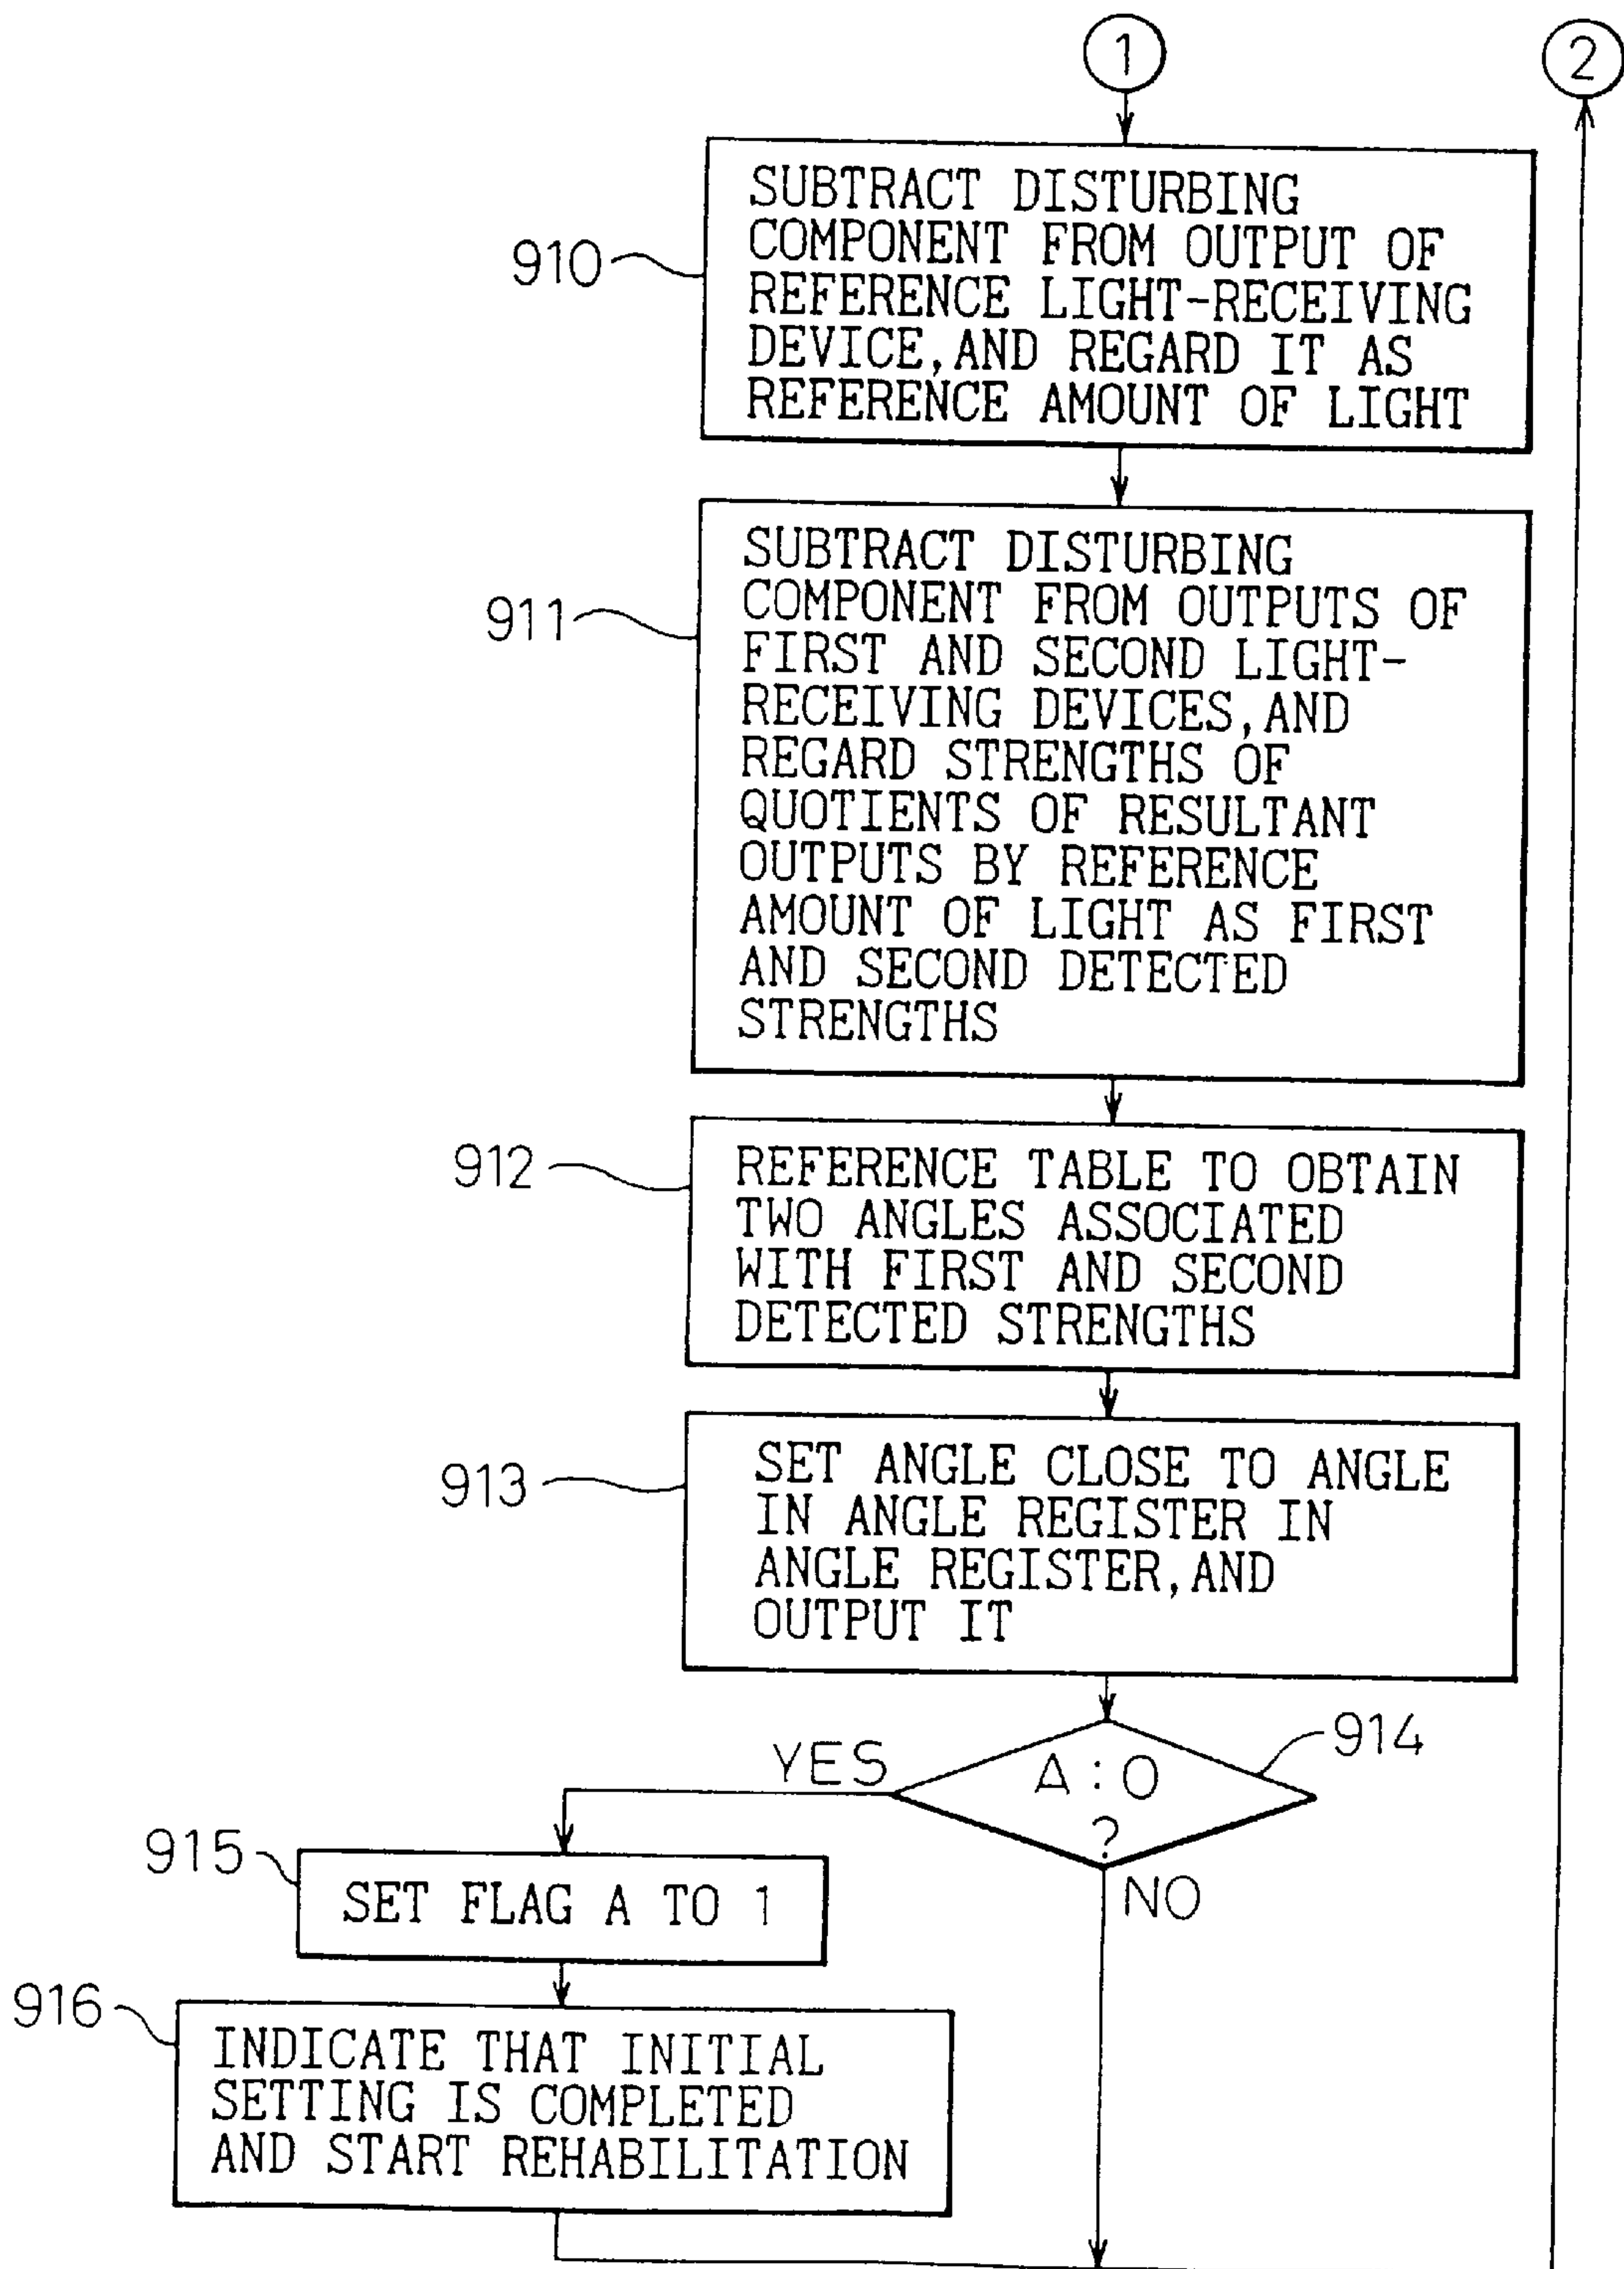 1
2
910
SUBTRACT DISTURBING
COMPONENT FROM OUTPUT OF
REFERENCE LIGHT-RECEIVING
DEVICE,AND REGARD IT AS
REFERENCE AMOUNT OF LIGHT
911
SUBTRACT DISTURBING
COMPONENT FROM OUTPUTS OF
FIRST AND SECOND LIGHT-
RECEIVING DEVICES,AND
REGARD STRENGTHS OF
QUOTIENTS OF RESULTANT
OUTPUTS BY REFERENCE
AMOUNT OF LIGHT AS FIRST
AND SECOND DETECTED
STRENGTHS
912
REFERENCE TABLE TO OBTAIN
TWO ANGLES ASSOCIATED
WITH FIRST AND SECOND
DETECTED STRENGTHS
913
SET ANGLE CLOSE TO ANGLE
IN ANGLE REGISTER IN
ANGLE REGISTER,AND
OUTPUT IT
914
A:0
?
YES
NO
915
SET FLAG A TO 1
916
INDICATE THAT INITIAL
SETTING IS COMPLETED
AND START REHABILITATION